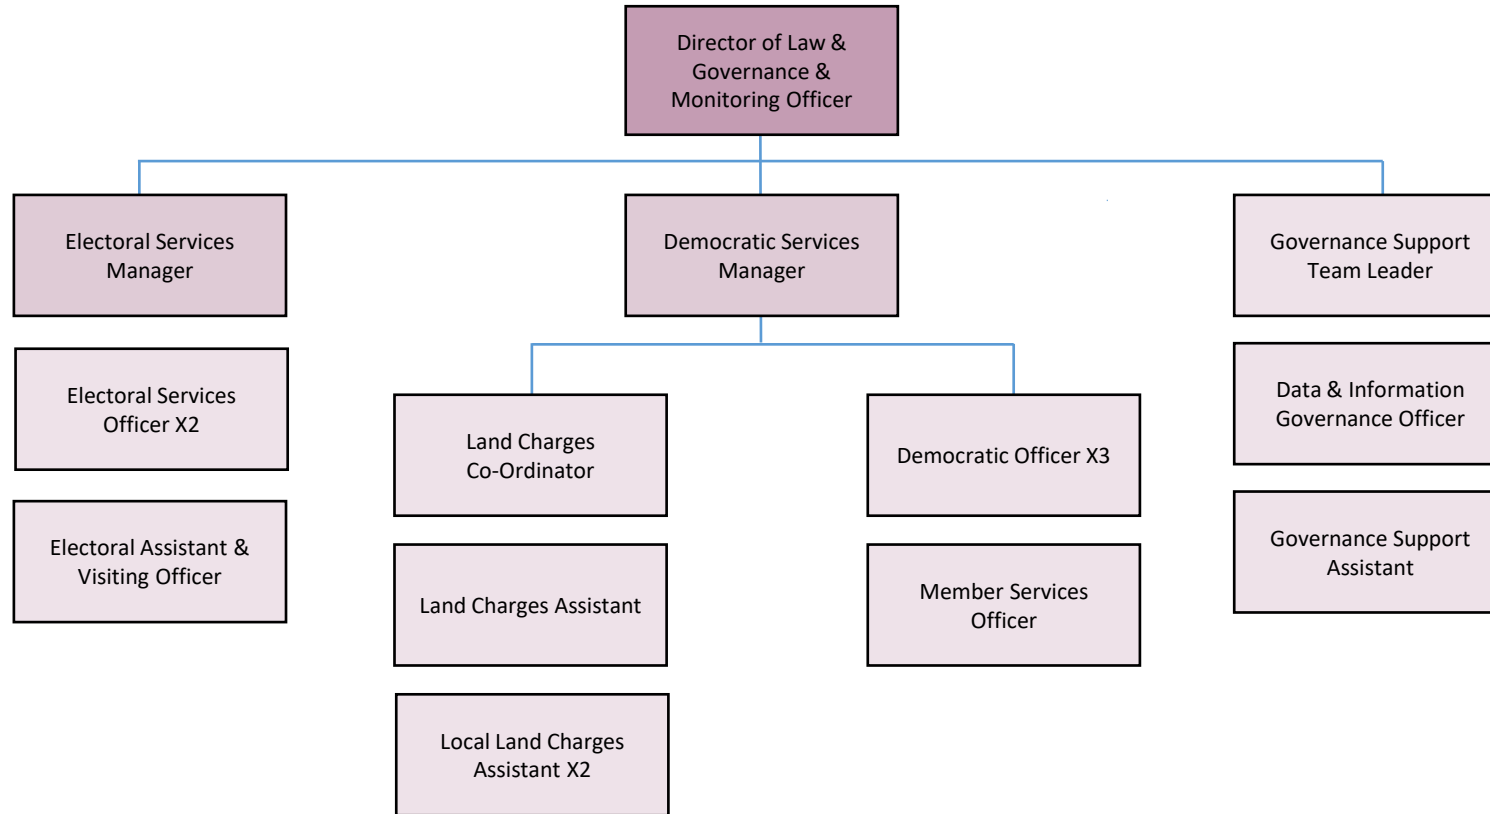 Director of Law &
Governance &
Monitoring Officer
Electoral Services
Manager
Democratic Services
Manager
Governance Support
Team Leader
Electoral Services
Officer X2
Data & Information
Governance Officer
Land Charges
Co-Ordinator
Democratic Officer X3
Electoral Assistant &
Visiting Officer
Governance Support
Assistant
Land Charges Assistant
Member Services
Officer
Local Land Charges
Assistant X2